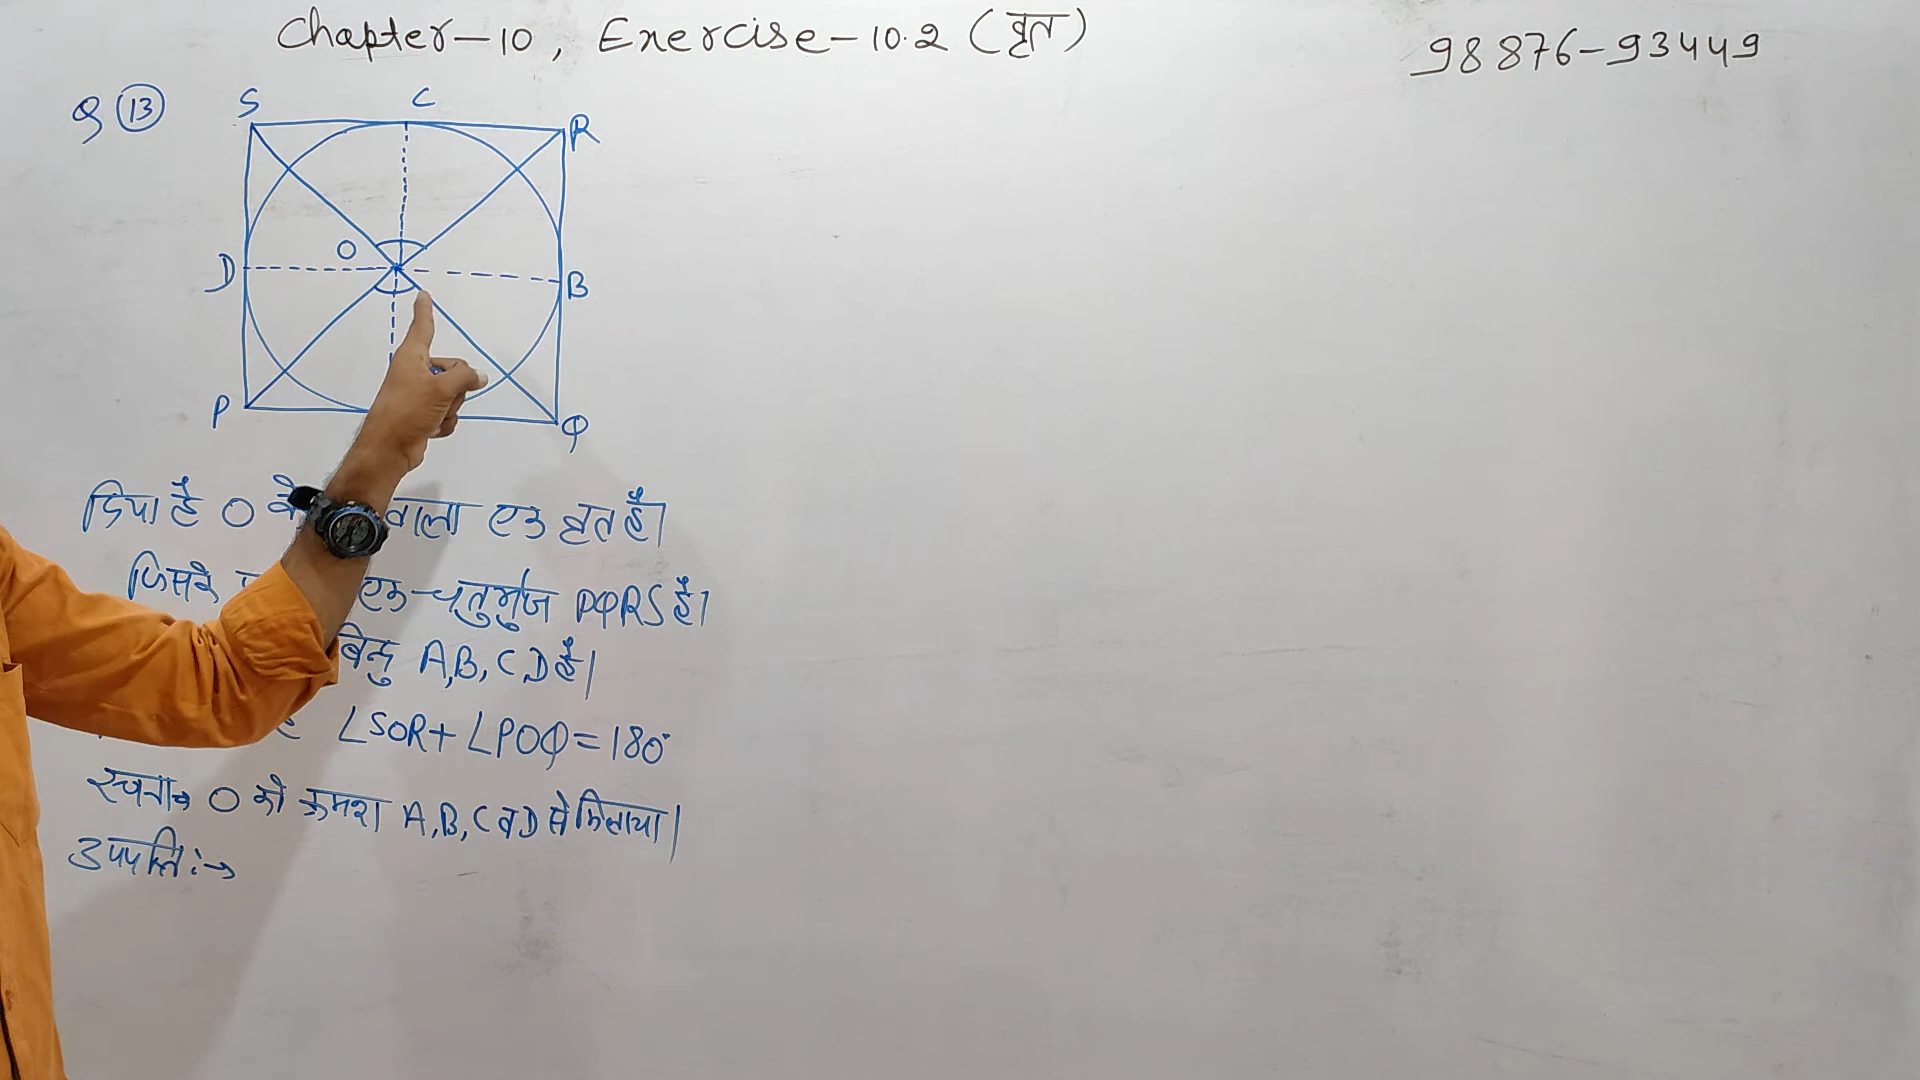 Chapter-10, Exercise-10.2 (वृत)
98876-93449
Q 13
S C R
O
D B
P Q
दिया है O वाला एक वृत है।
जिसके एक चतुर्भुज PQRS है।
बिन्दु A,B,C,D है।
∠SOR+∠POQ=180°
रचना O को क्रमश A,B,C व D से मिलाया।
उपपत्ति:→